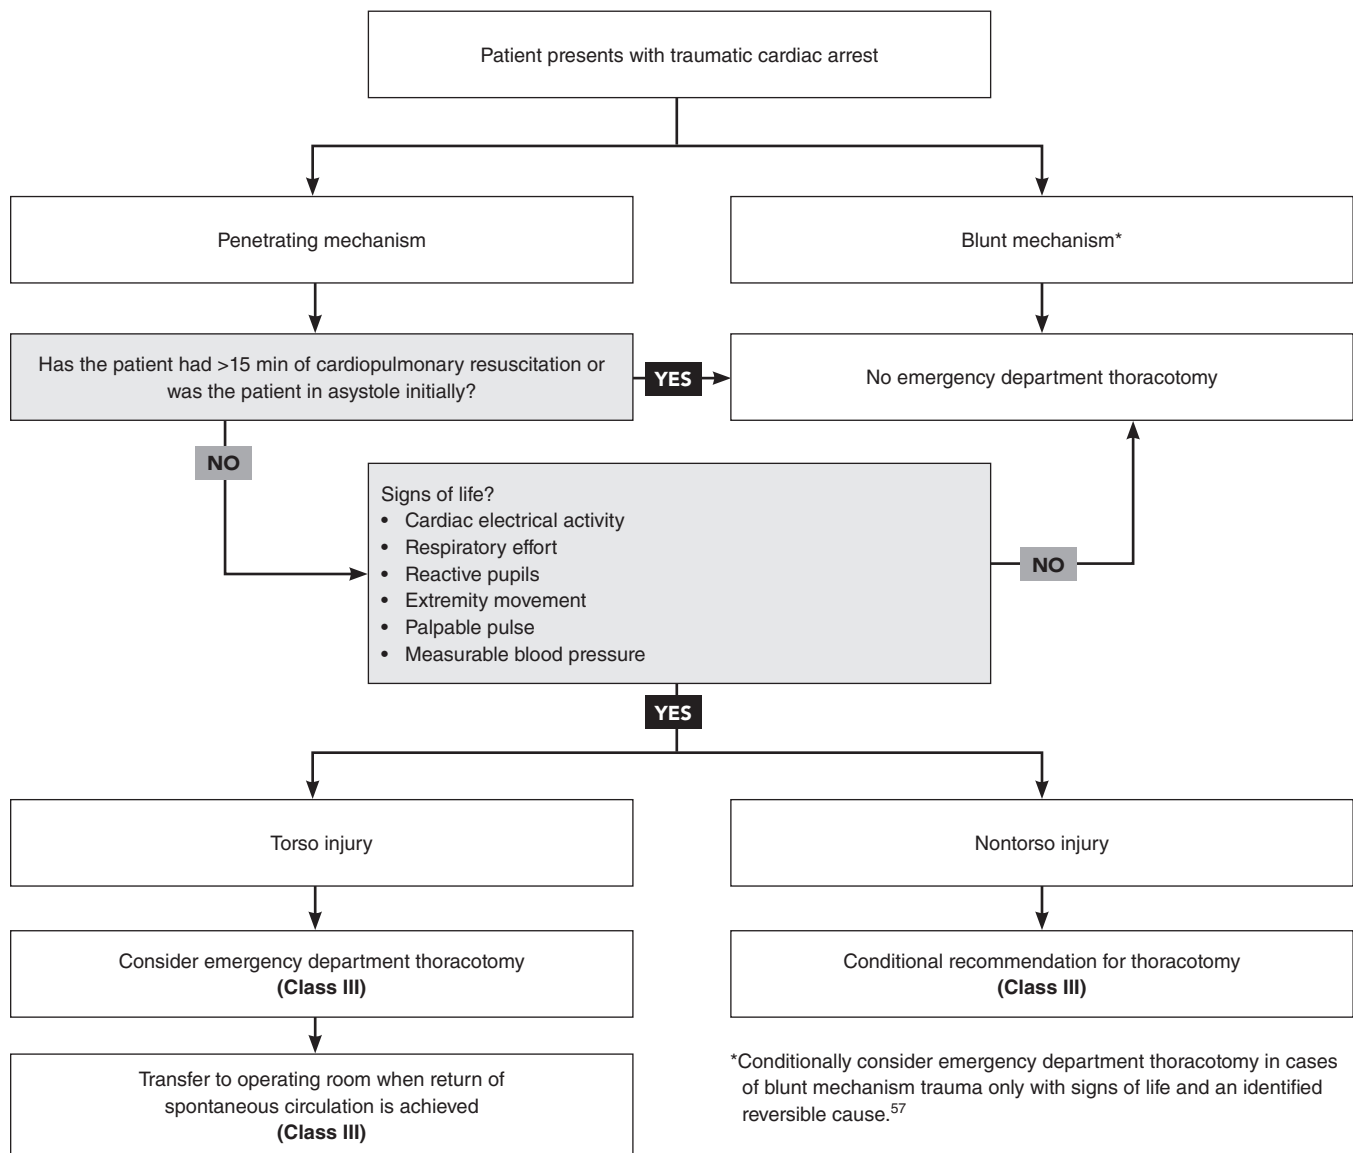 Patient presents with traumatic cardiac arrest
Penetrating mechanism
Blunt mechanism*
Has the patient had >15 min of cardiopulmonary resuscitation or
was the patient in asystole initially?
YES
No emergency department thoracotomy
NO
Signs of life?
• Cardiac electrical activity
• Respiratory effort
• Reactive pupils
• Extremity movement
• Palpable pulse
• Measurable blood pressure
NO
YES
Torso injury
Nontorso injury
Consider emergency department thoracotomy
(Class III)
Conditional recommendation for thoracotomy
(Class III)
Transfer to operating room when return of
spontaneous circulation is achieved
(Class III)
*Conditionally consider emergency department thoracotomy in cases
of blunt mechanism trauma only with signs of life and an identified
reversible cause.57